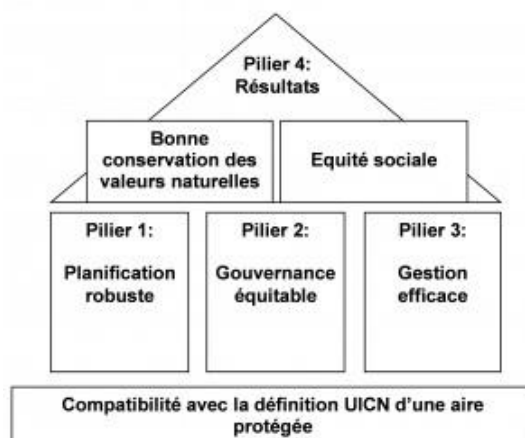 Pilier 4:
Résultats
Bonne
conservation des
valeurs naturelles
Equité sociale
Pilier 1:
Planification
robuste
Pilier 2:
Gouvernance
équitable
Pilier 3:
Gestion
efficace
Compatibilité avec la définition UICN d'une aire
protégée